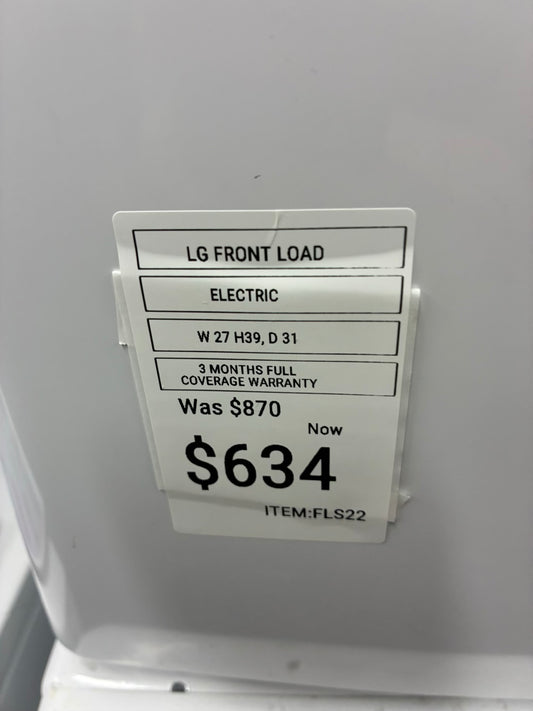 LG FRONT LOAD
ELECTRIC
W 27 H39, D 31
3 MONTHS FULL
COVERAGE WARRANTY
Was $870
Now
$634
ITEM:FLS22